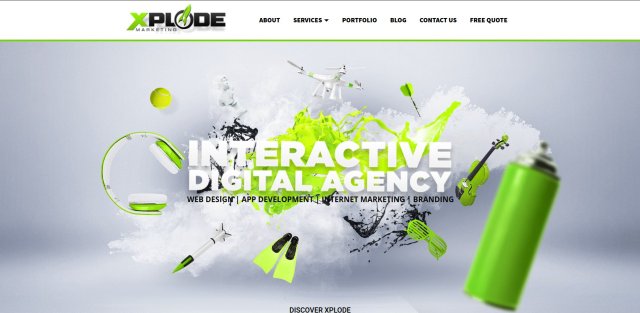 XPLODE
MARKETING
ABOUT SERVICES PORTFOLIO BLOG CONTACT US FREE QUOTE
INTERACTIVE
DIGITAL AGENCY
WEB DESIGN | APP DEVELOPMENT | INTERNET MARKETING | BRANDING
DISCOVER XPLODE